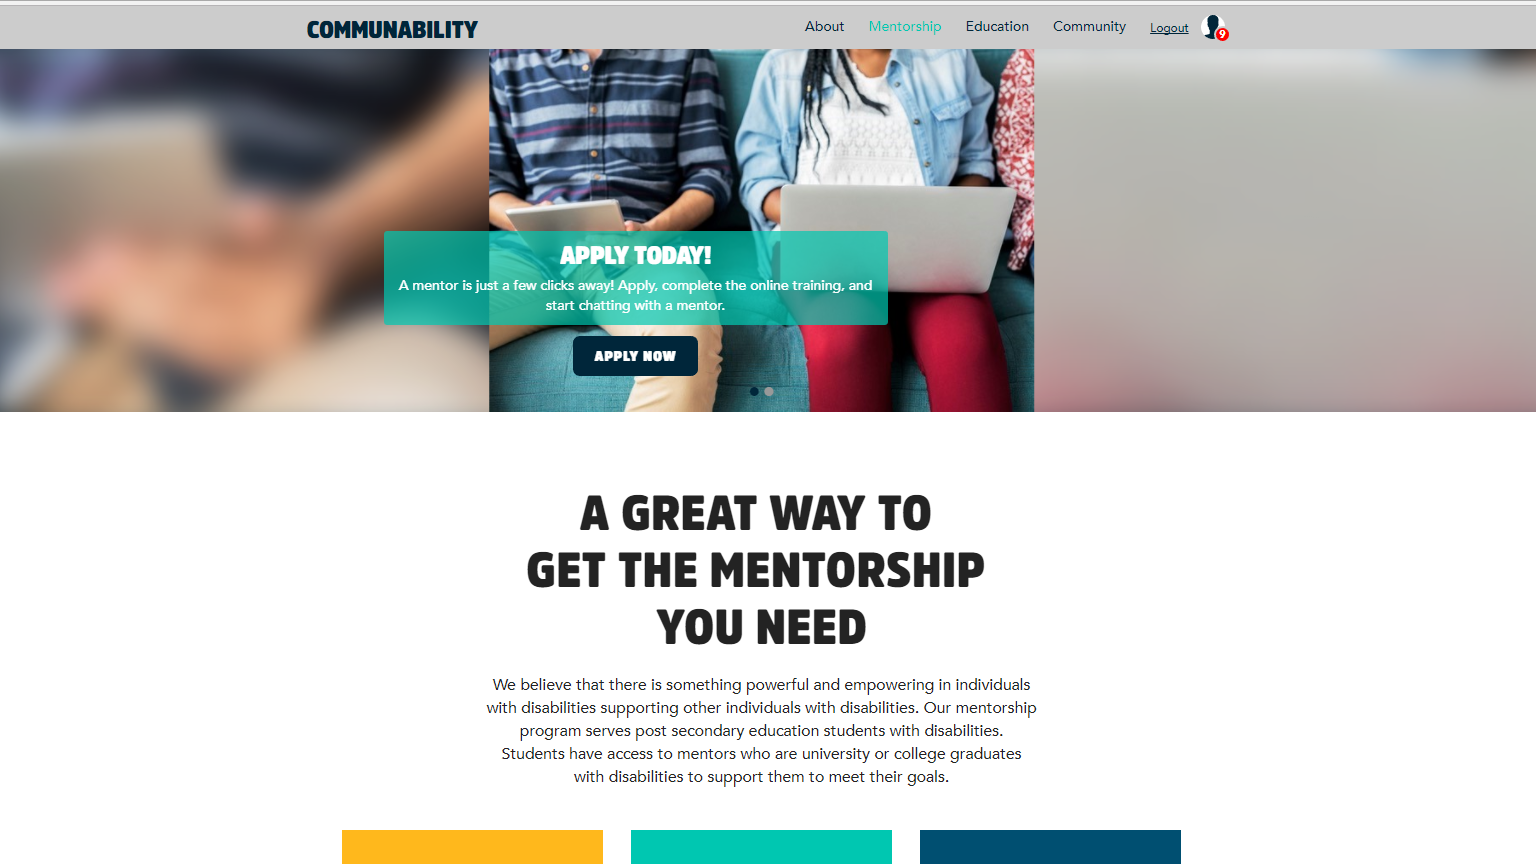 COMMUNABILITY
About Mentorship Education Community Logout 9
APPLY TODAY!
A mentor is just a few clicks away! Apply, complete the online training, and
start chatting with a mentor.
APPLY NOW
A GREAT WAY TO
GET THE MENTORSHIP
YOU NEED
We believe that there is something powerful and empowering in individuals
with disabilities supporting other individuals with disabilities. Our mentorship
program serves post secondary education students with disabilities.
Students have access to mentors who are university or college graduates
with disabilities to support them to meet their goals.